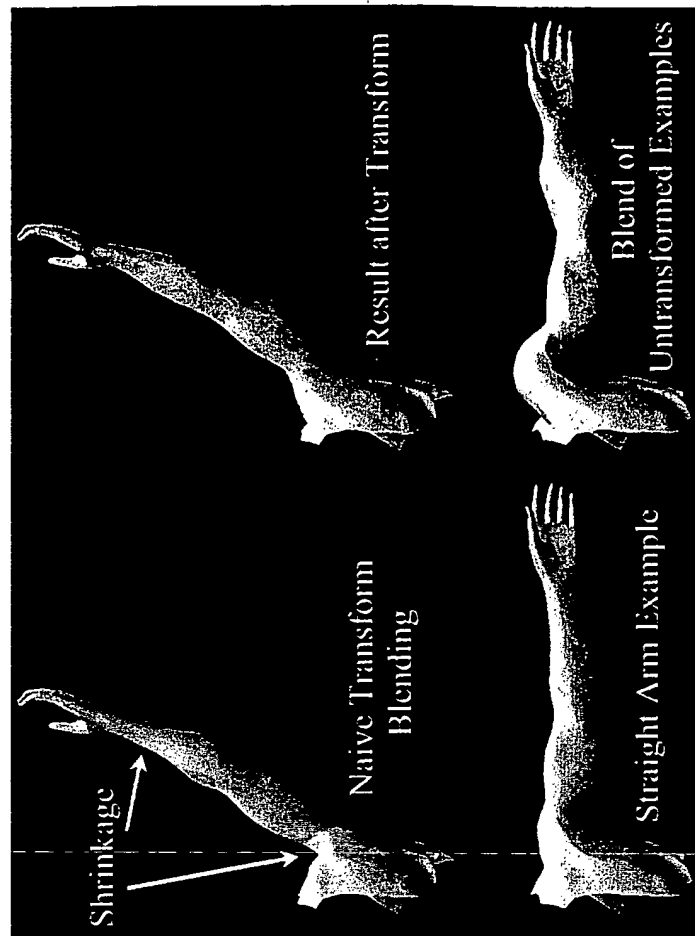 Shrinkage
Naive Transform
Blending
Result after Transform
Straight Arm Example
Blend of
Untransformed Examples